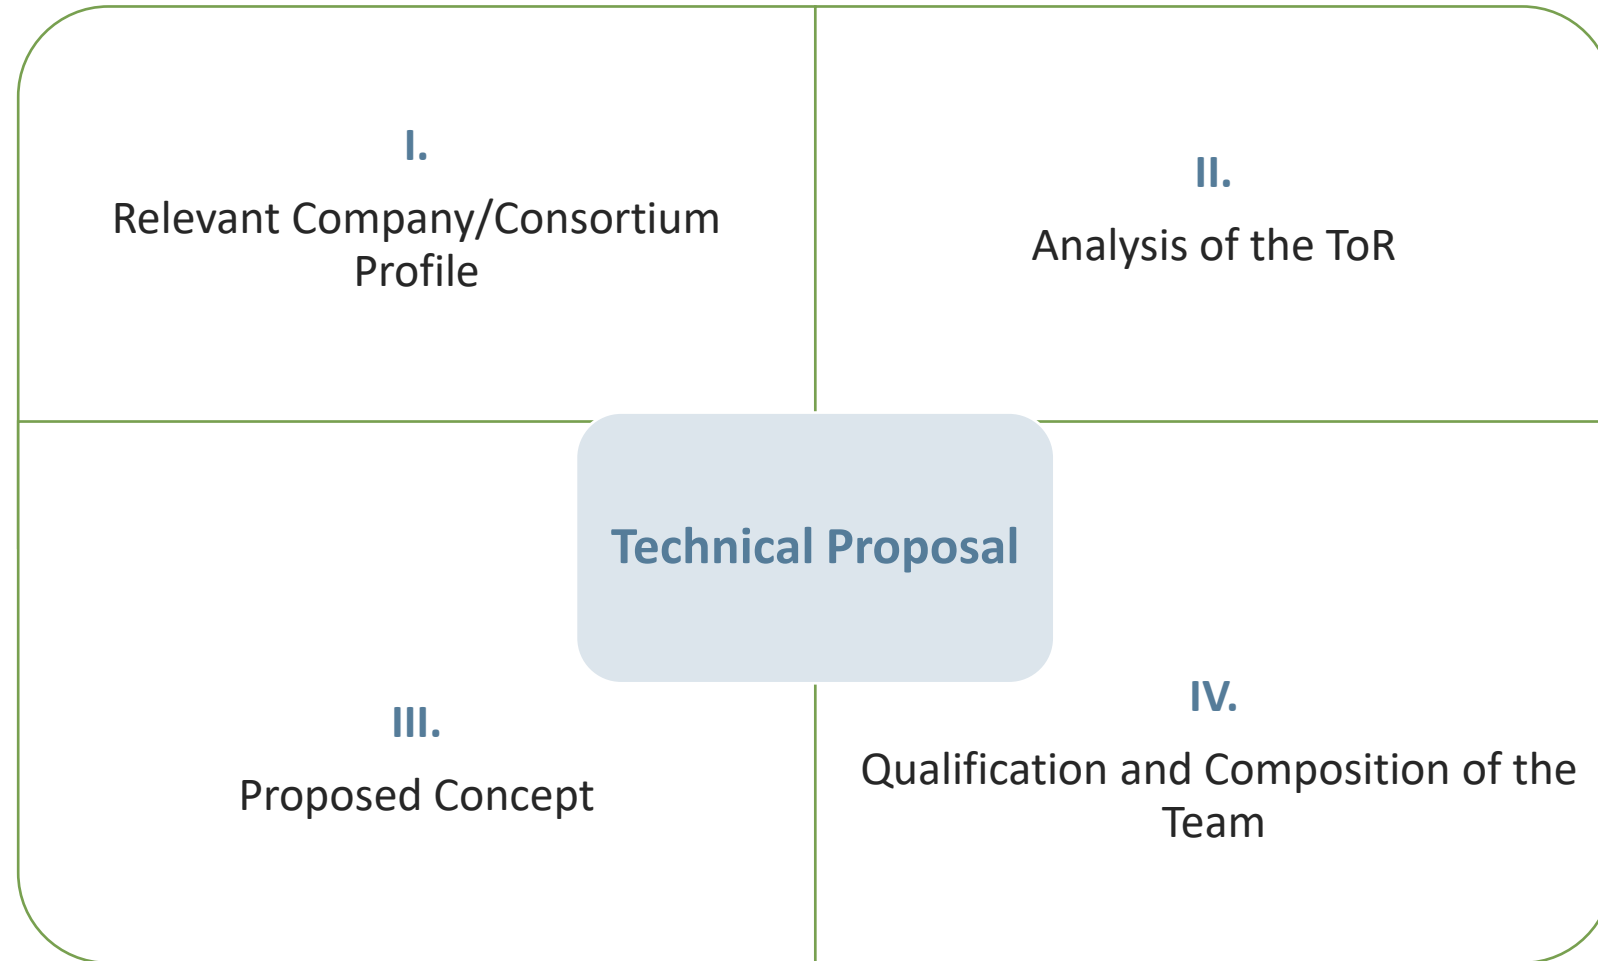 I.
Relevant Company/Consortium
Profile
II.
Analysis of the ToR
Technical Proposal
III.
Proposed Concept
IV.
Qualification and Composition of the
Team